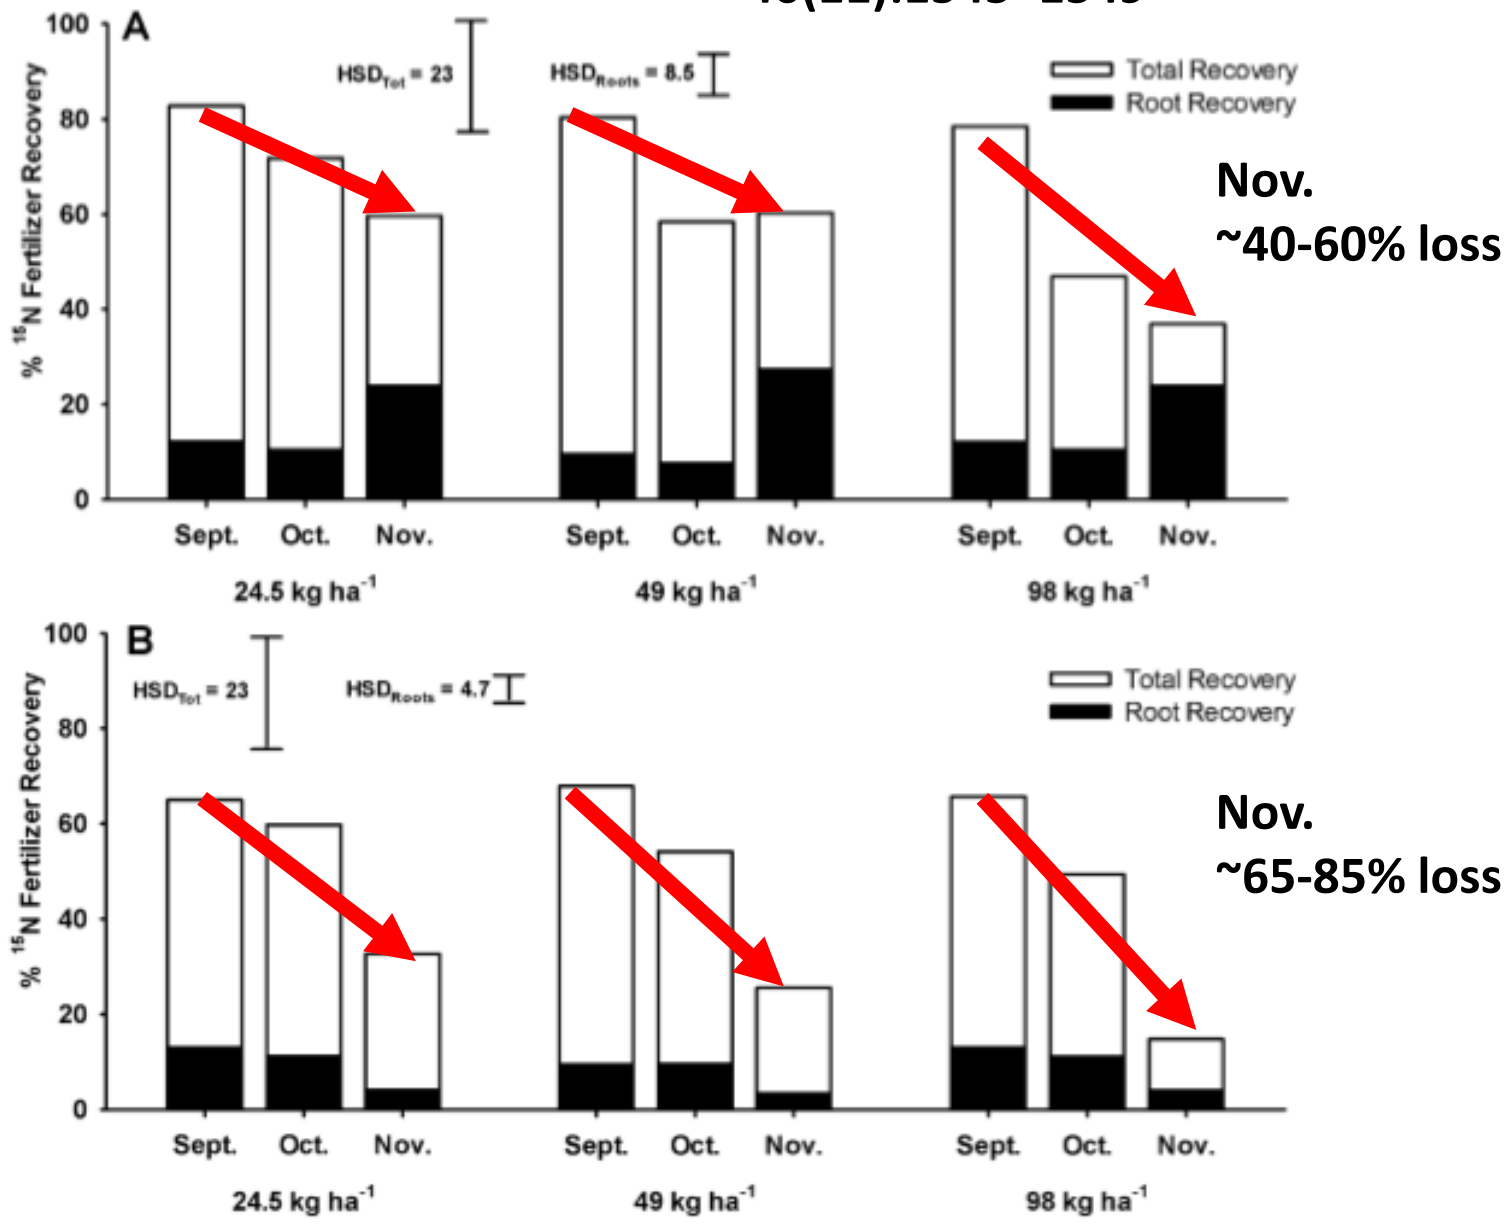 100
A
HSD_Tot = 23
HSD_Roots = 8.5
Total Recovery
Root Recovery
80
60
40
20
0
% ¹⁵N Fertilizer Recovery
Nov.
~40-60% loss
Sept. Oct. Nov. Sept. Oct. Nov. Sept. Oct. Nov.
24.5 kg ha⁻¹ 49 kg ha⁻¹ 98 kg ha⁻¹
100
B
HSD_Tot = 23
HSD_Roots = 4.7
Total Recovery
Root Recovery
80
60
40
20
0
% ¹⁵N Fertilizer Recovery
Nov.
~65-85% loss
Sept. Oct. Nov. Sept. Oct. Nov. Sept. Oct. Nov.
24.5 kg ha⁻¹ 49 kg ha⁻¹ 98 kg ha⁻¹